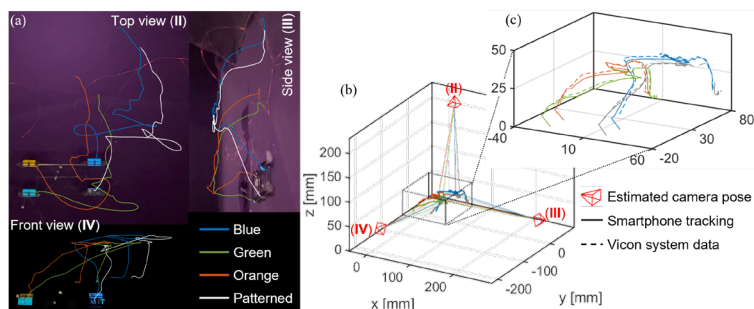 (a)
Top view (II)
Side view (III)
Front view (IV)
Blue
Green
Orange
Patterned
(b)
(II)
(III)
(IV)
z [mm]
200
150
100
50
0
x [mm]
0
100
200
y [mm]
0
-100
-200
(c)
50
25
0
-40
10
60
-20
30
80
Estimated camera pose
Smartphone tracking
Vicon system data